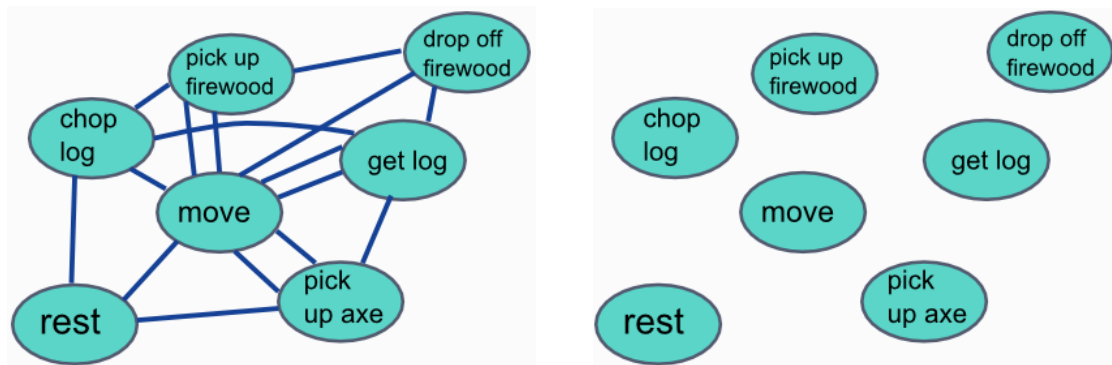 pick up
firewood
drop off
firewood
chop
log
get log
move
pick
up axe
rest
pick up
firewood
drop off
firewood
chop
log
get log
move
pick
up axe
rest